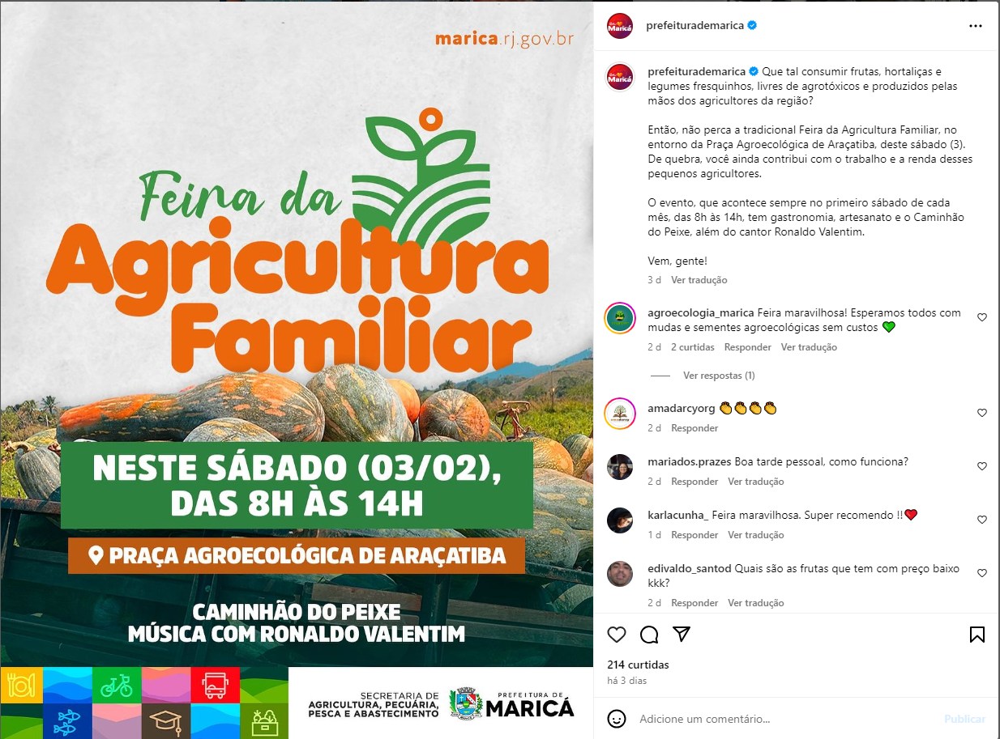 marica.rj.gov.br
Feira da
Agricultura
Familiar
NESTE SÁBADO (03/02),
DAS 8H ÀS 14H
PRAÇA AGROECOLÓGICA DE ARAÇATIBA
CAMINHÃO DO PEIXE
MÚSICA COM RONALDO VALENTIM
SECRETARIA DE
AGRICULTURA, PECUÁRIA,
PESCA E ABASTECIMENTO
PREFEITURA DE
MARICÁ
prefeiturademarica
prefeiturademarica Que tal consumir frutas, hortaliças e
legumes fresquinhos, livres de agrotóxicos e produzidos pelas
mãos dos agricultores da região?
Então, não perca a tradicional Feira da Agricultura Familiar, no
entorno da Praça Agroecológica de Araçatiba, deste sábado (3).
De quebra, você ainda contribui com o trabalho e a renda desses
pequenos agricultores.
O evento, que acontece sempre no primeiro sábado de cada
mês, das 8h às 14h, tem gastronomia, artesanato e o Caminhão
do Peixe, além do cantor Ronaldo Valentim.
Vem, gente!
3 d Ver tradução
agroecologia_marica Feira maravilhosa! Esperamos todos com
mudas e sementes agroecológicas sem custos 💚
2 d 2 curtidas Responder Ver tradução
Ver respostas (1)
amadarcyorg 👏👏👏👏
2 d Responder
mariados.prazes Boa tarde pessoal, como funciona?
2 d Responder Ver tradução
karlacunha_ Feira maravilhosa. Super recomendo !!❤️
1 d Responder Ver tradução
edivaldo_santod Quais são as frutas que tem com preço baixo
kkk?
2 d Responder Ver tradução
214 curtidas
há 3 dias
Adicione um comentário...
Publicar